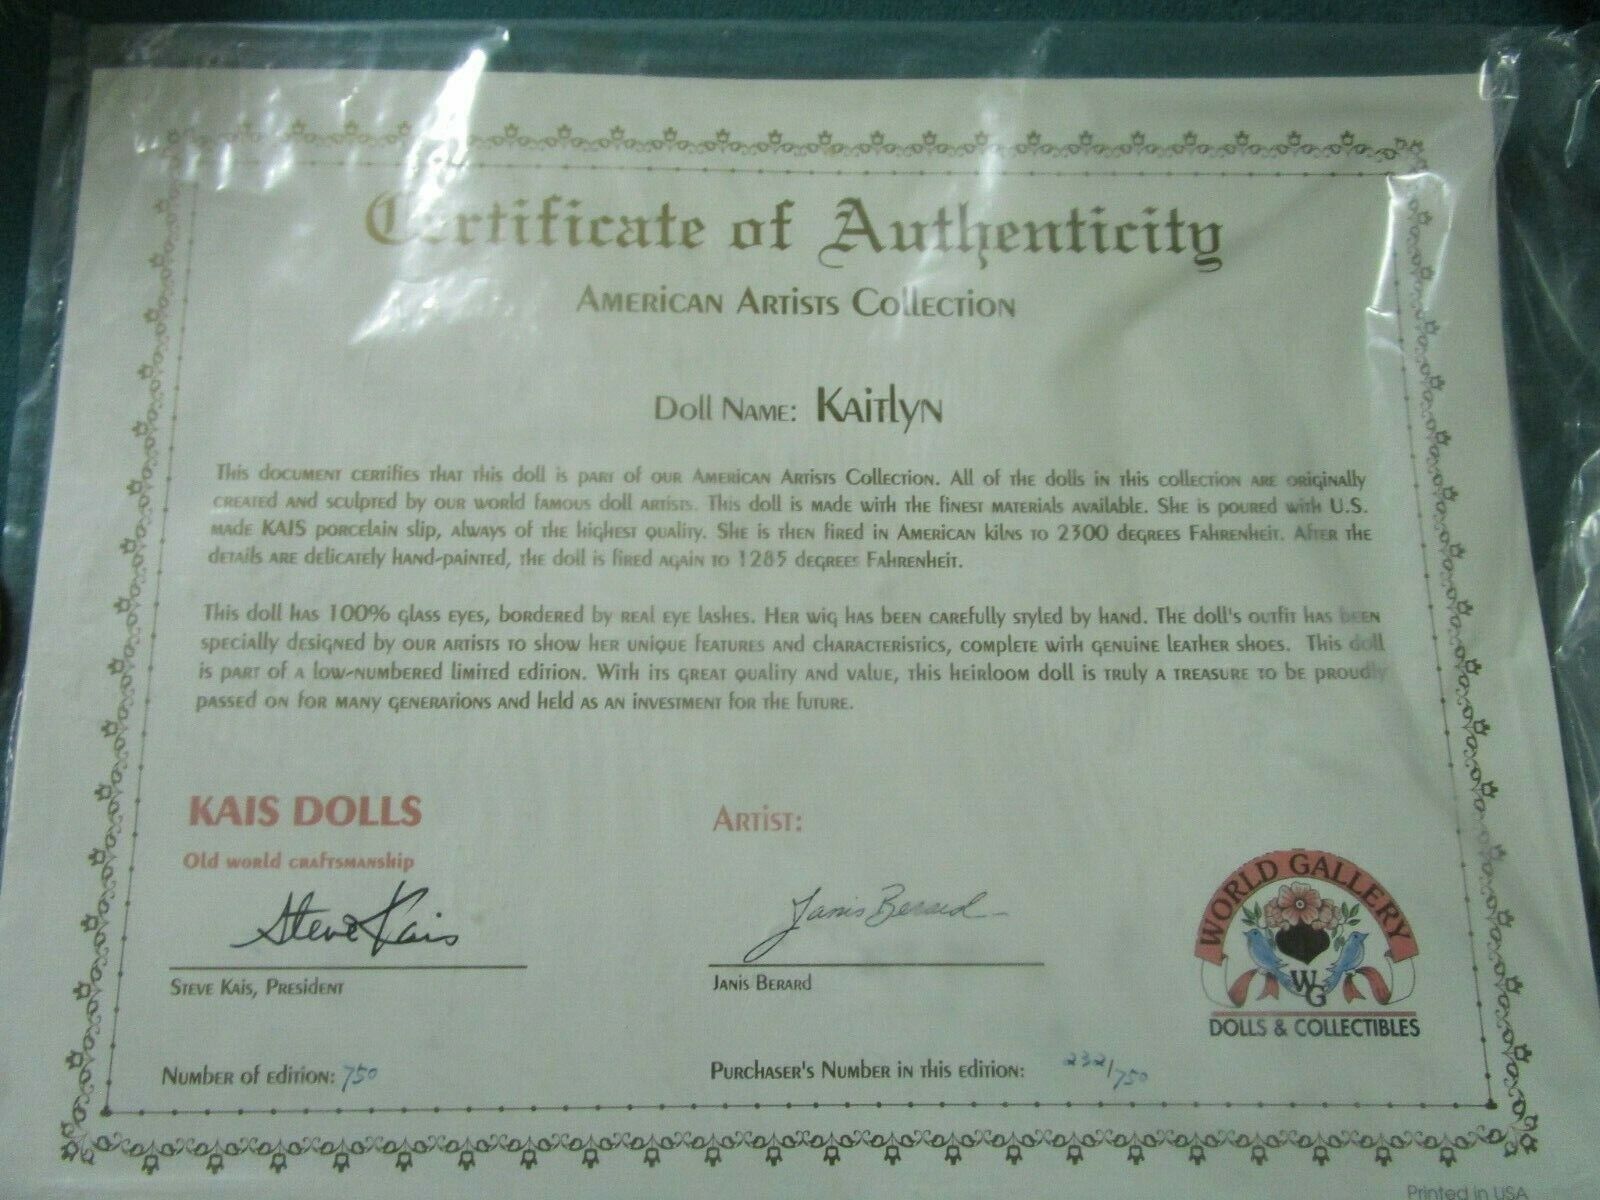 Certificate of Authenticity
American Artists Collection
Doll Name: Kaitlyn
This document certifies that this doll is part of our American Artists Collection. All of the dolls in this collection are originally
created and sculpted by our world famous doll artists. This doll is made with the finest materials available. She is poured with U.S.
made KAIS porcelain slip, always of the highest quality. She is then fired in American kilns to 2300 degrees Fahrenheit. After the
details are delicately hand-painted, the doll is fired again to 1285 degrees Fahrenheit.
This doll has 100% glass eyes, bordered by real eye lashes. Her wig has been carefully styled by hand. The doll's outfit has been
specially designed by our artists to show her unique features and characteristics, complete with genuine leather shoes. This doll
is part of a low-numbered limited edition. With its great quality and value, this heirloom doll is truly a treasure to be proudly
passed on for many generations and held as an investment for the future.
KAIS DOLLS
Old world craftsmanship
Steve Kais
Steve Kais, President
Number of edition: 750
Artist:
Janis Berard
Janis Berard
Purchaser's Number in this edition: 232/750
WORLD GALLERY
WG
DOLLS & COLLECTIBLES
Printed in USA